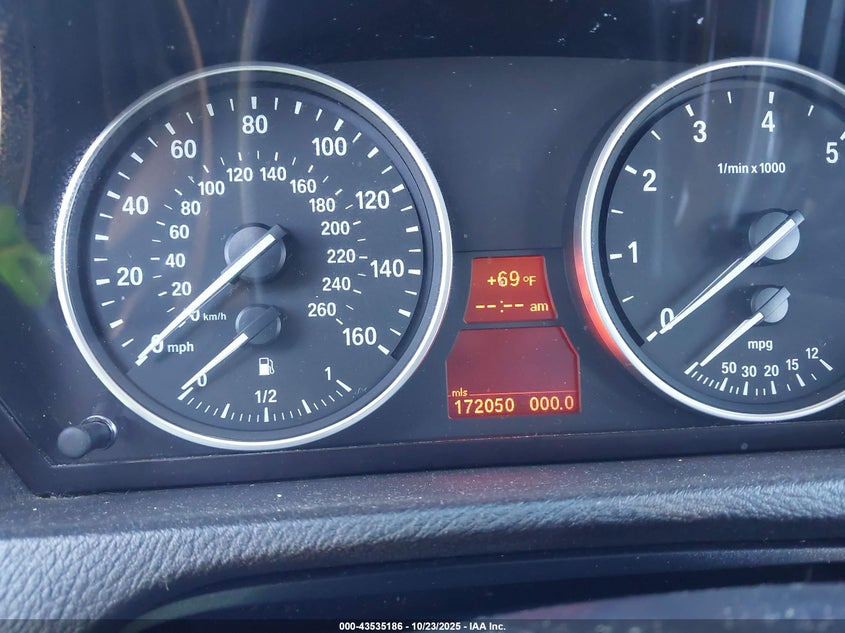 20 40 60 80 100 120 140 160
20 40 60 80 100 120 140 160 180 200 220 240 260
0 km/h
0 mph
0 1/2 1
+69 °F
--:-- am
mls
172050 000.0
0 1 2 3 4 5
1/min x 1000
mpg
50 30 20 15 12
000-43535186 - 10/23/2025 - IAA Inc.